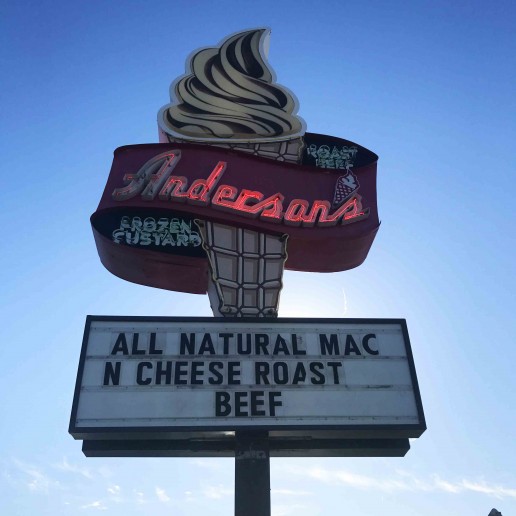 ROAST
BEEF
Anderson's
FROZEN
CUSTARD
ALL NATURAL MAC
N CHEESE ROAST
BEEF